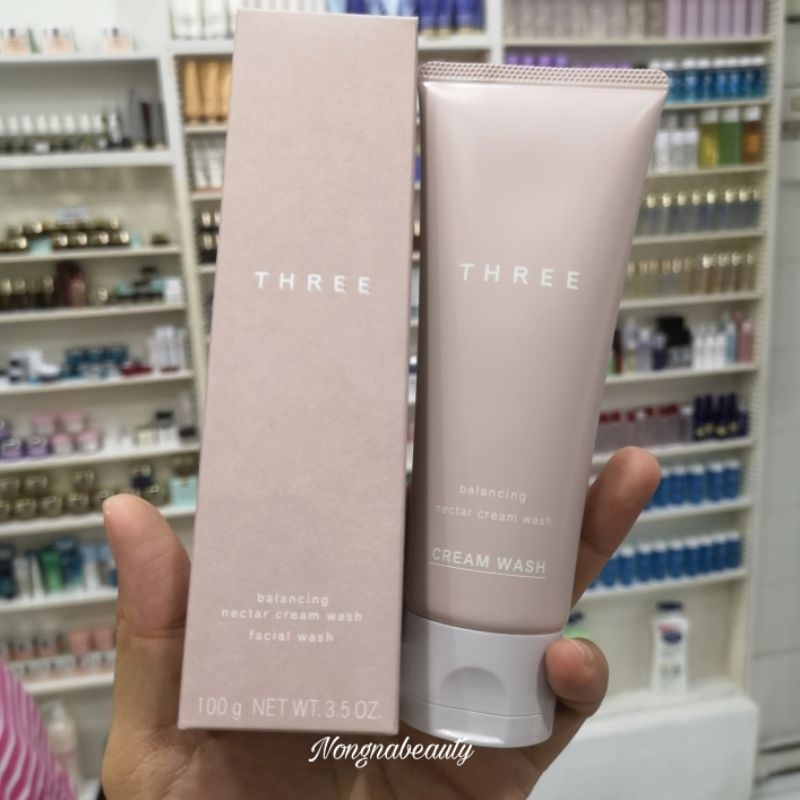 THREE
balancing
nectar cream wash
facial wash
100 g NET WT. 3.5 OZ.
THREE
balancing
nectar cream wash
CREAM WASH
Nongnabeauty